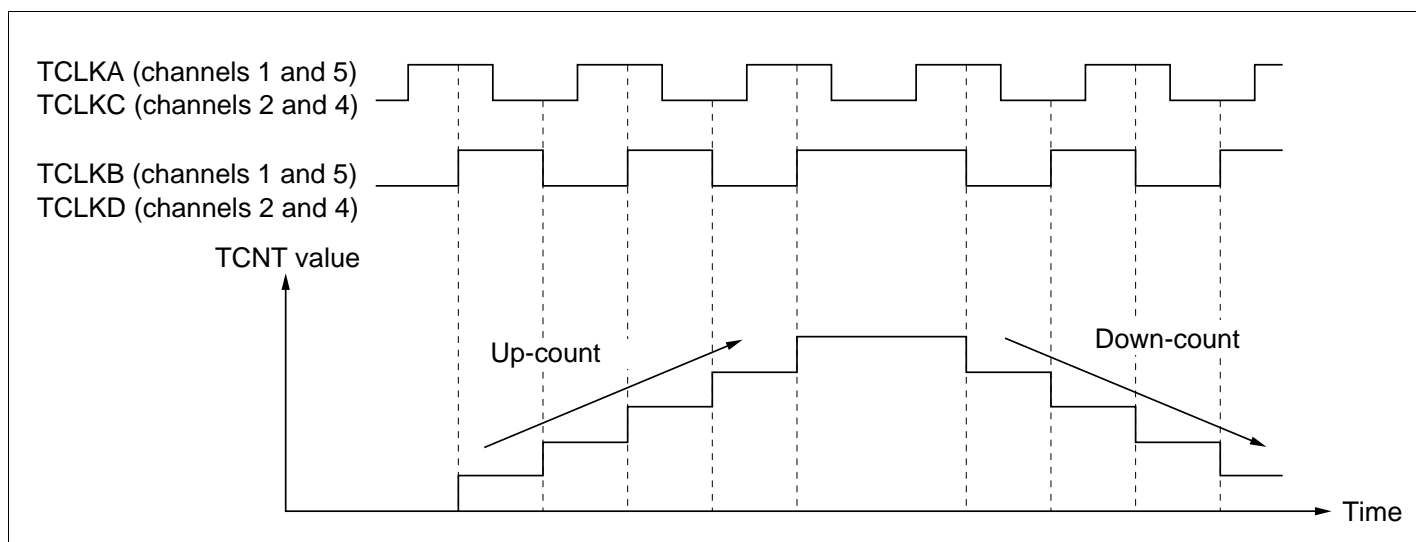 TCLKA (channels 1 and 5)
TCLKC (channels 2 and 4)
TCLKB (channels 1 and 5)
TCLKD (channels 2 and 4)
TCNT value
Up-count
Down-count
Time